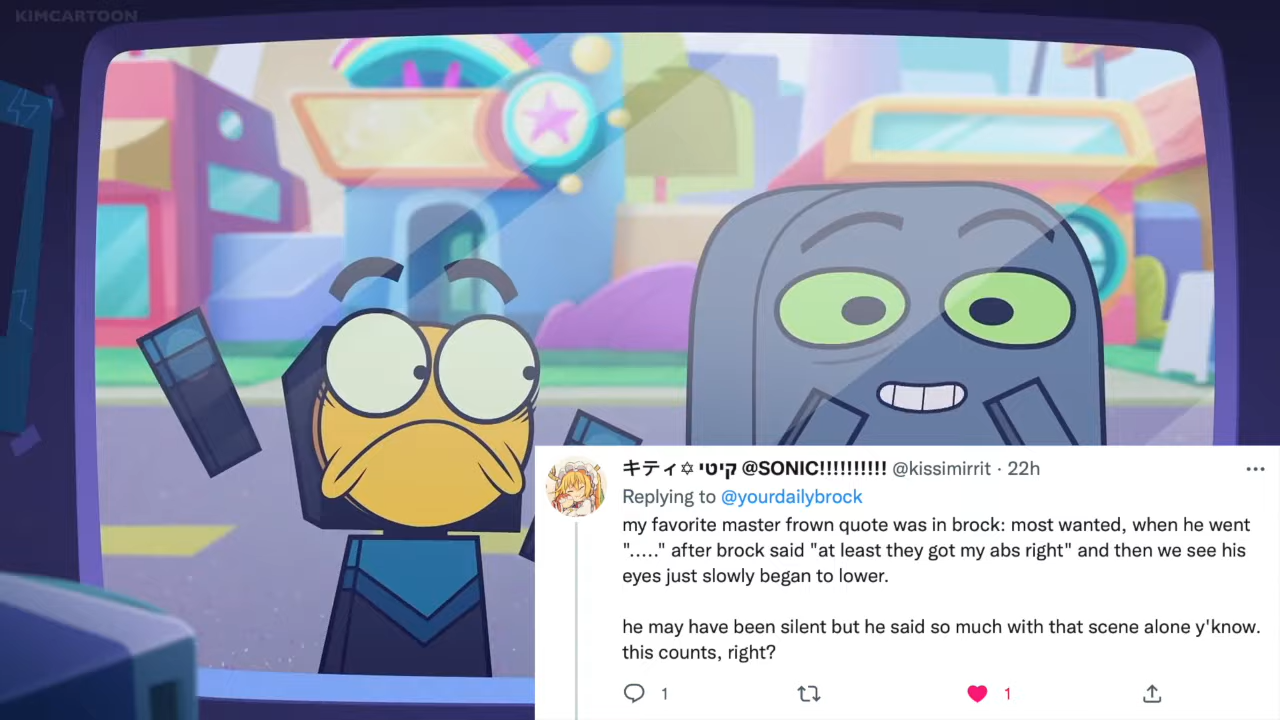 KIMCARTOON
キティ✡ קיטי @SONIC!!!!!!!!!! @kissimirrit · 22h
Replying to @yourdailybrock
my favorite master frown quote was in brock: most wanted, when he went
"....." after brock said "at least they got my abs right" and then we see his
eyes just slowly began to lower.
he may have been silent but he said so much with that scene alone y'know.
this counts, right?
1
1